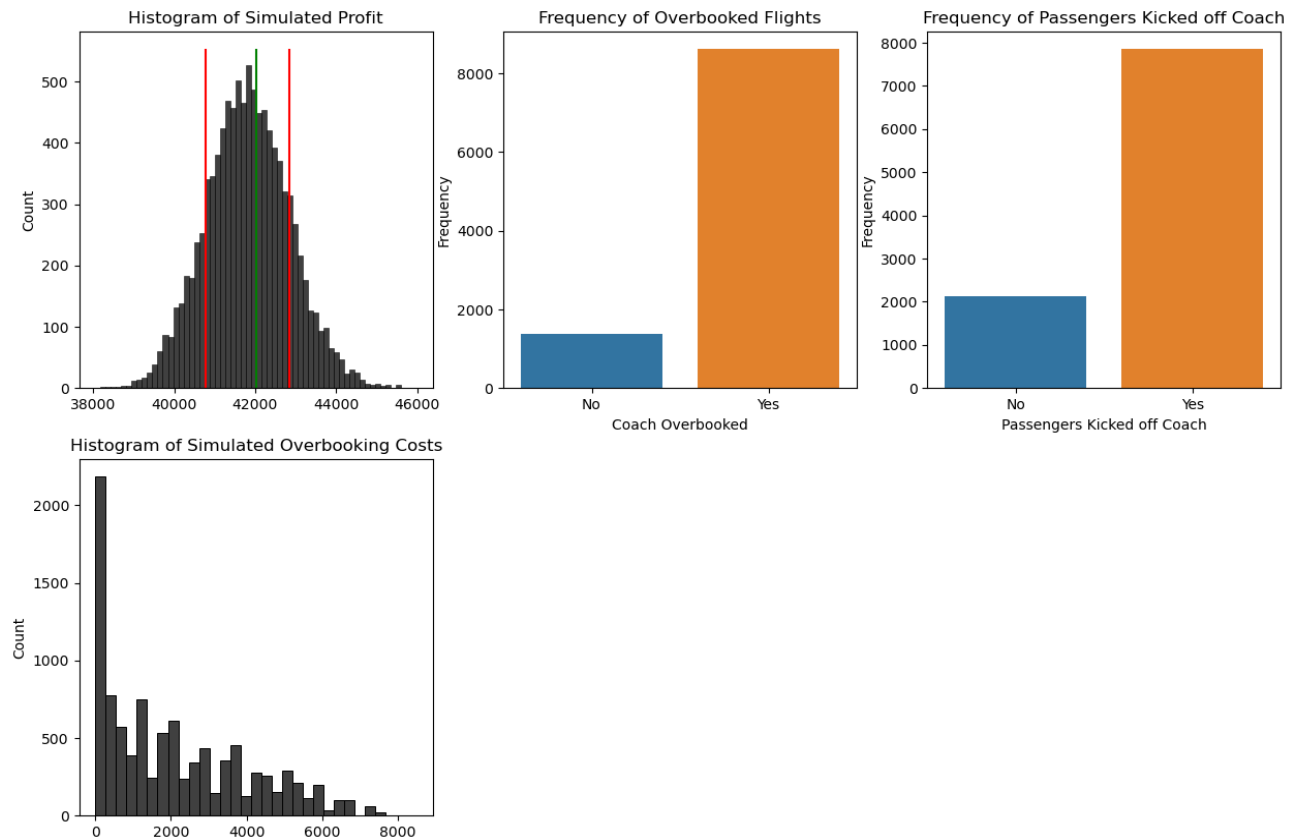 Histogram of Simulated Profit
Count
500
400
300
200
100
0
38000 40000 42000 44000 46000
Frequency of Overbooked Flights
Frequency
8000
6000
4000
2000
0
No Yes
Coach Overbooked
Frequency of Passengers Kicked off Coach
Frequency
8000
7000
6000
5000
4000
3000
2000
1000
0
No Yes
Passengers Kicked off Coach
Histogram of Simulated Overbooking Costs
Count
2000
1500
1000
500
0
0 2000 4000 6000 8000